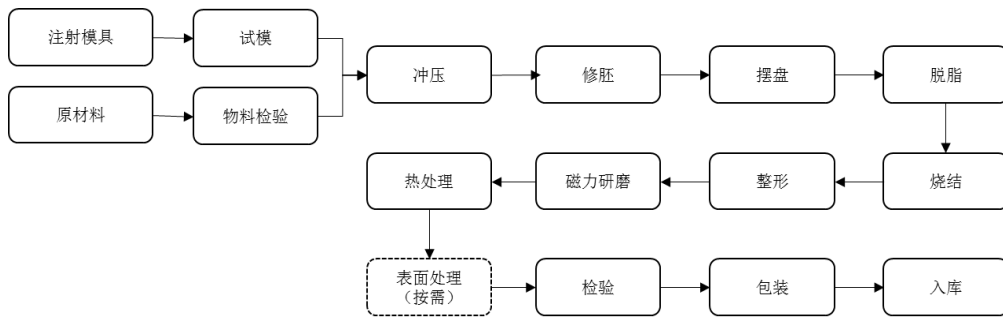 注射模具
试模
原材料
物料检验
冲压
修胚
摆盘
脱脂
烧结
整形
磁力研磨
热处理
表面处理
（按需）
检验
包装
入库